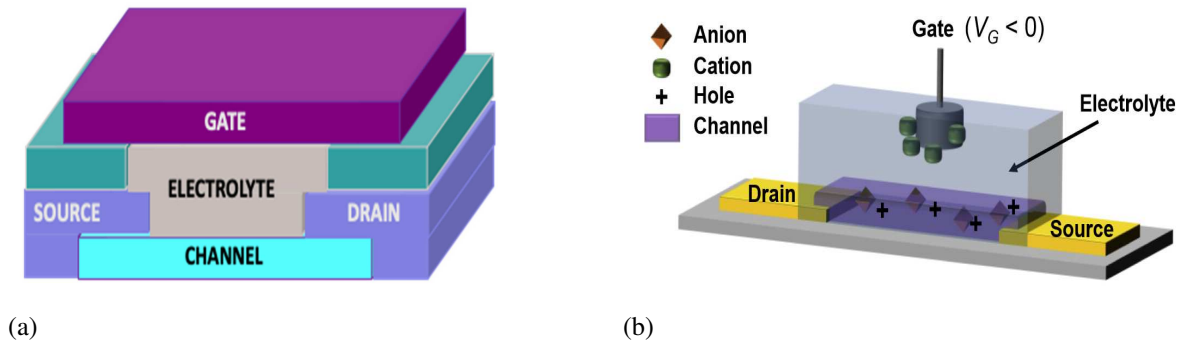 GATE
ELECTROLYTE
SOURCE
DRAIN
CHANNEL
(a)
Anion
Cation
+ Hole
Channel
Gate (V_G < 0)
Electrolyte
Drain
Source
(b)